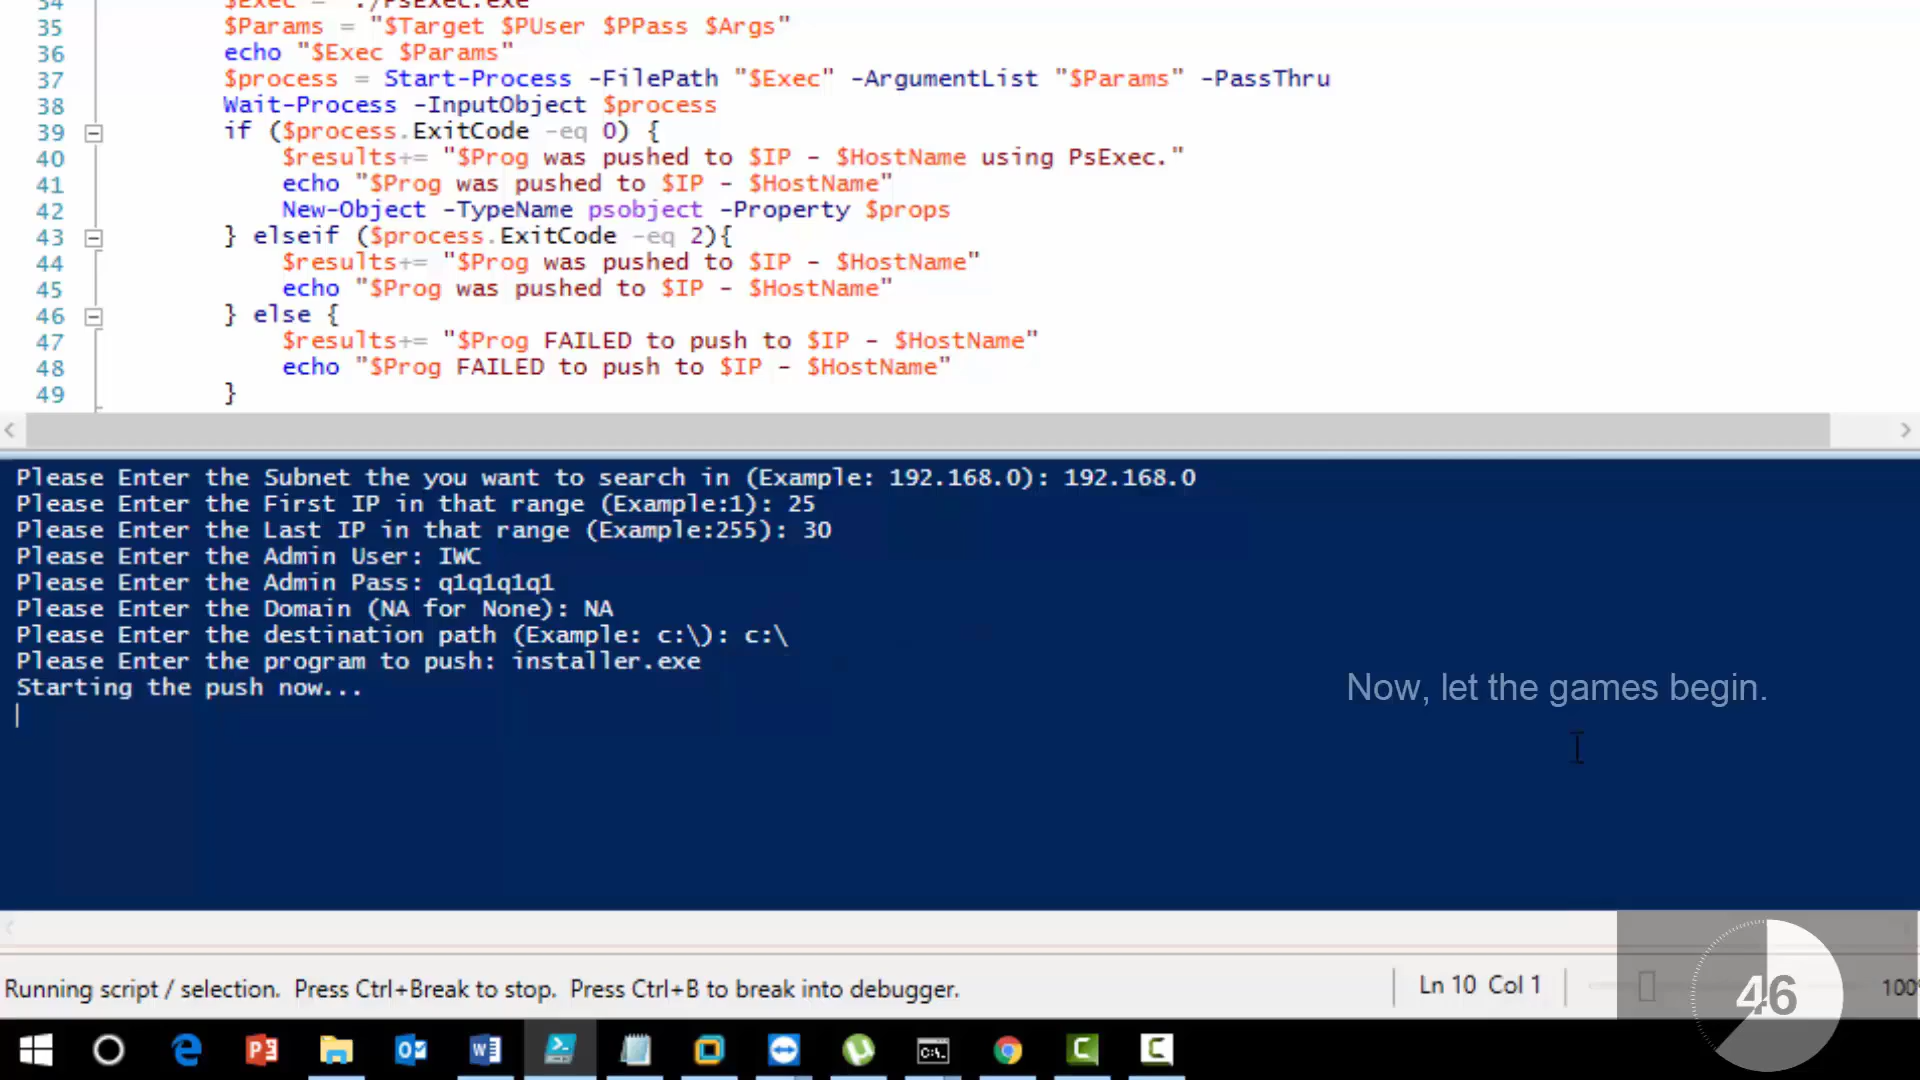 34 $Exec = "./PsExec.exe"
35 $Params = "$Target $PUser $PPass $Args"
36 echo "$Exec $Params"
37 $process = Start-Process -FilePath "$Exec" -ArgumentList "$Params" -PassThru
38 Wait-Process -InputObject $process
39 if ($process.ExitCode -eq 0) {
40 $results+= "$Prog was pushed to $IP - $HostName using PsExec."
41 echo "$Prog was pushed to $IP - $HostName"
42 New-Object -TypeName psobject -Property $props
43 } elseif ($process.ExitCode -eq 2){
44 $results+= "$Prog was pushed to $IP - $HostName"
45 echo "$Prog was pushed to $IP - $HostName"
46 } else {
47 $results+= "$Prog FAILED to push to $IP - $HostName"
48 echo "$Prog FAILED to push to $IP - $HostName"
49 }
Please Enter the Subnet the you want to search in (Example: 192.168.0): 192.168.0
Please Enter the First IP in that range (Example:1): 25
Please Enter the Last IP in that range (Example:255): 30
Please Enter the Admin User: IWC
Please Enter the Admin Pass: q1q1q1q1
Please Enter the Domain (NA for None): NA
Please Enter the destination path (Example: c:\): c:\
Please Enter the program to push: installer.exe
Starting the push now...
Now, let the games begin.
Running script / selection. Press Ctrl+Break to stop. Press Ctrl+B to break into debugger.
Ln 10 Col 1
46
100%